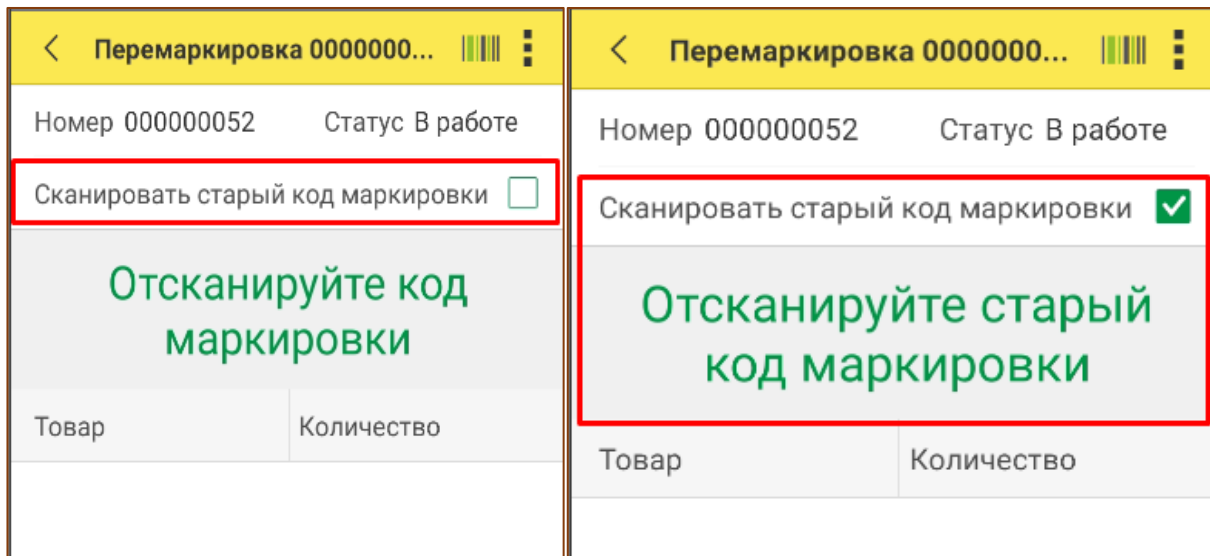 Перемаркировка 0000000...
Номер 000000052 Статус В работе
Сканировать старый код маркировки
Отсканируйте код
маркировки
Товар Количество
Перемаркировка 0000000...
Номер 000000052 Статус В работе
Сканировать старый код маркировки
Отсканируйте старый
код маркировки
Товар Количество